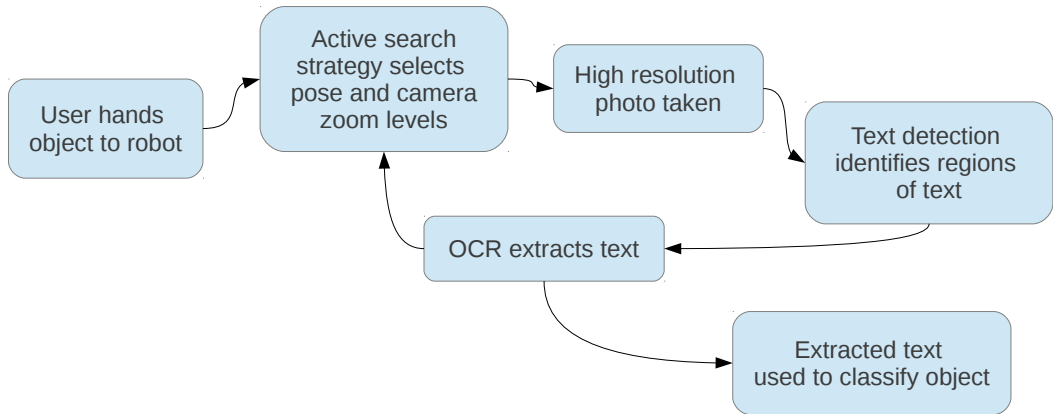 User hands
object to robot
Active search
strategy selects
pose and camera
zoom levels
High resolution
photo taken
Text detection
identifies regions
of text
OCR extracts text
Extracted text
used to classify object